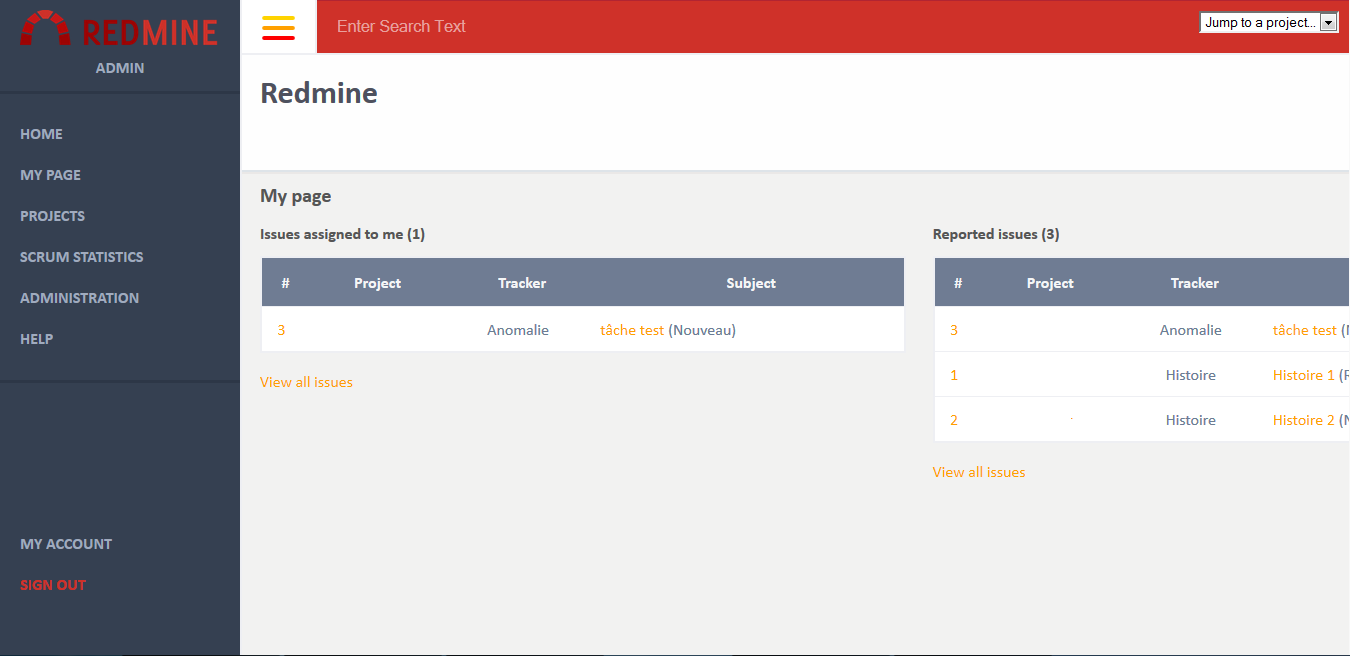 REDMINE
ADMIN
HOME
MY PAGE
PROJECTS
SCRUM STATISTICS
ADMINISTRATION
HELP
MY ACCOUNT
SIGN OUT
Enter Search Text
Jump to a project...
Redmine
My page
Issues assigned to me (1)
# Project Tracker Subject
3 Anomalie tâche test (Nouveau)
View all issues
Reported issues (3)
# Project Tracker
3 Anomalie tâche test
1 Histoire Histoire 1
2 Histoire Histoire 2
View all issues